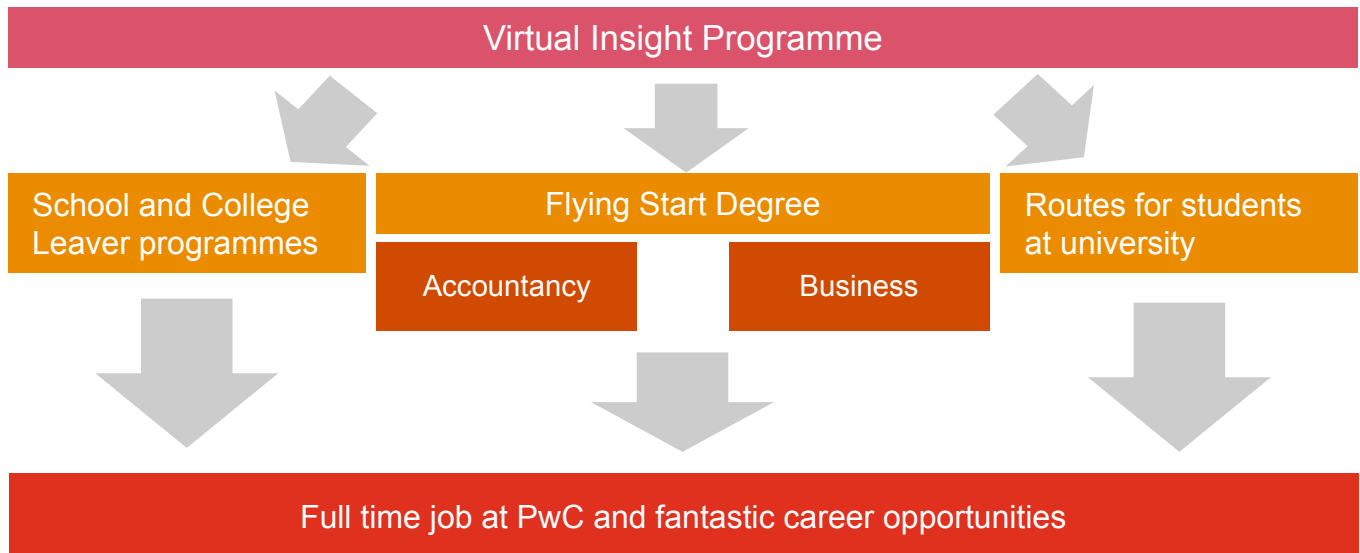 Virtual Insight Programme
School and College
Leaver programmes
Flying Start Degree
Accountancy
Business
Routes for students
at university
Full time job at PwC and fantastic career opportunities